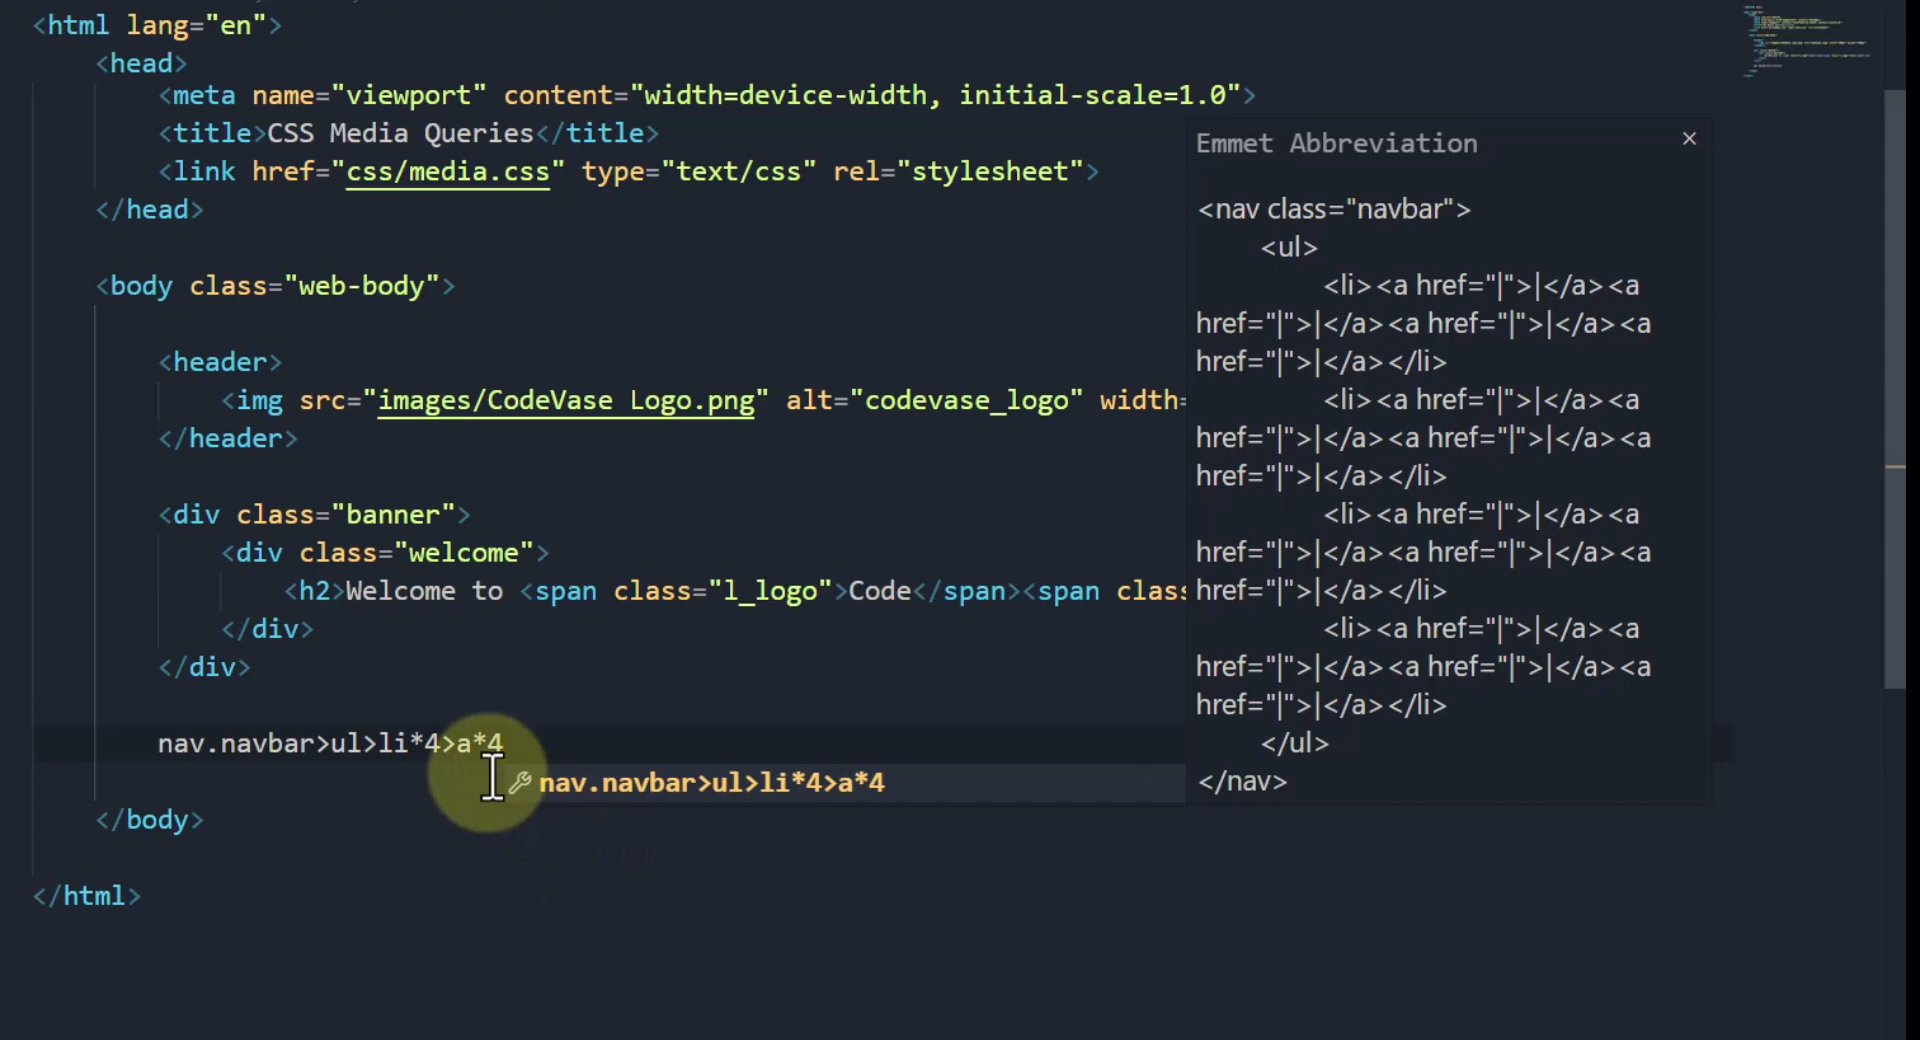 <html lang="en">
<head>
<meta name="viewport" content="width=device-width, initial-scale=1.0">
<title>CSS Media Queries</title>
<link href="css/media.css" type="text/css" rel="stylesheet">
</head>
<body class="web-body">
<header>
<img src="images/CodeVase Logo.png" alt="codevase_logo" width=
</header>
<div class="banner">
<div class="welcome">
<h2>Welcome to <span class="l_logo">Code</span><span clas
</div>
</div>
nav.navbar>ul>li*4>a*4
nav.navbar>ul>li*4>a*4
</body>
</html>
Emmet Abbreviation
<nav class="navbar">
<ul>
<li><a href="|">|</a><a
href="|">|</a><a href="|">|</a><a
href="|">|</a></li>
<li><a href="|">|</a><a
href="|">|</a><a href="|">|</a><a
href="|">|</a></li>
<li><a href="|">|</a><a
href="|">|</a><a href="|">|</a><a
href="|">|</a></li>
<li><a href="|">|</a><a
href="|">|</a><a href="|">|</a><a
href="|">|</a></li>
</ul>
</nav>